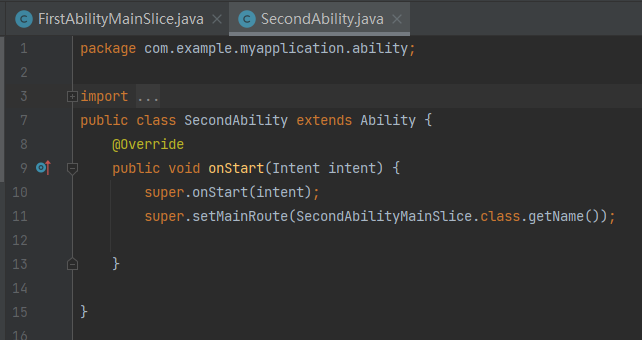 FirstAbilityMainSlice.java × SecondAbility.java ×
1 package com.example.myapplication.ability;
2
3 import ...
7 public class SecondAbility extends Ability {
8 @Override
9 public void onStart(Intent intent) {
10 super.onStart(intent);
11 super.setMainRoute(SecondAbilityMainSlice.class.getName());
12
13 }
14
15 }
16